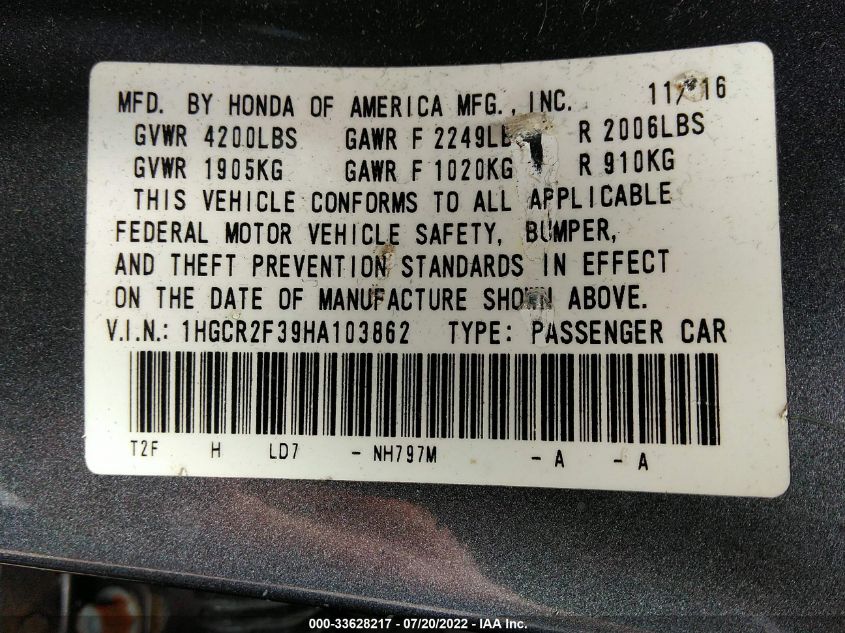 MFD. BY HONDA OF AMERICA MFG., INC. 11/16
GVWR 4200LBS GAWR F 2249LB R 2006LBS
GVWR 1905KG GAWR F 1020KG R 910KG
THIS VEHICLE CONFORMS TO ALL APPLICABLE
FEDERAL MOTOR VEHICLE SAFETY, BUMPER,
AND THEFT PREVENTION STANDARDS IN EFFECT
ON THE DATE OF MANUFACTURE SHOWN ABOVE.
V.I.N.: 1HGCR2F39HA103862 TYPE: PASSENGER CAR
T2F H LD7 - NH797M - A - A
000-33628217 - 07/20/2022 - IAA Inc.